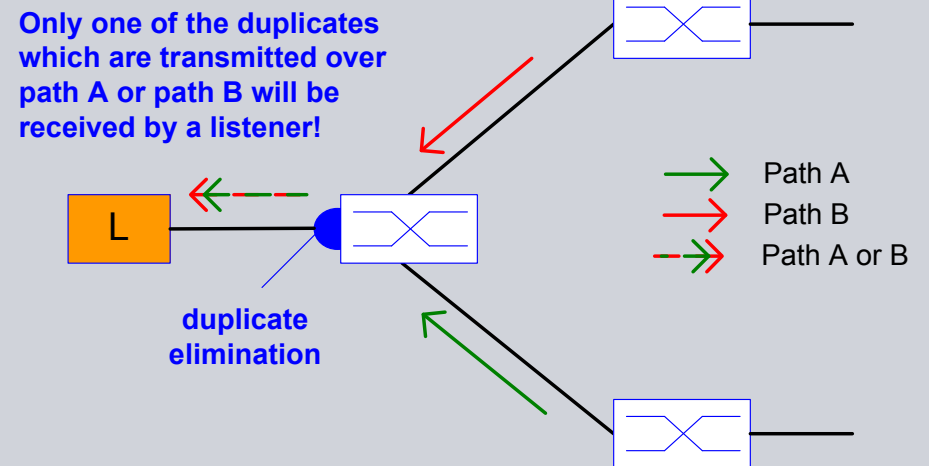 Only one of the duplicates
which are transmitted over
path A or path B will be
received by a listener!
Path A
Path B
Path A or B
L
duplicate
elimination